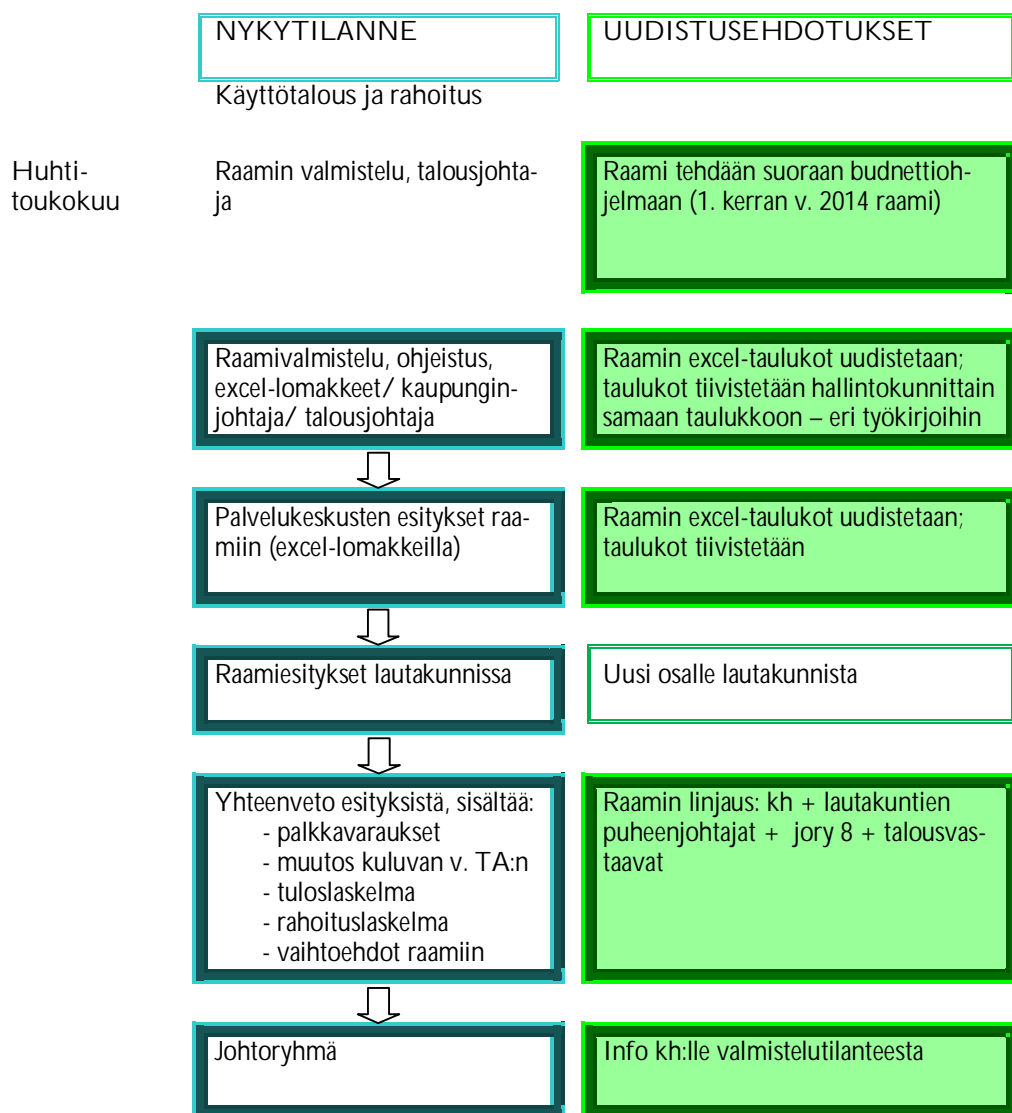 NYKYTILANNE
UUDISTUSEHDOTUKSET
Käyttötalous ja rahoitus
Huhti-
toukokuu
Raamin valmistelu, talousjohta-
ja
Raami tehdään suoraan budnettioh-
jelmaan (1. kerran v. 2014 raami)
Raamivalmistelu, ohjeistus,
excel-lomakkeet/ kaupungin-
johtaja/ talousjohtaja
Raamin excel-taulukot uudistetaan;
taulukot tiivistetään hallintokunnittain
samaan taulukkoon – eri työkirjoihin
Palvelukeskusten esitykset raa-
miin (excel-lomakkeilla)
Raamin excel-taulukot uudistetaan;
taulukot tiivistetään
Raamiesitykset lautakunnissa
Uusi osalle lautakunnista
Yhteenveto esityksistä, sisältää:
- palkkavaraukset
- muutos kuluvan v. TA:n
- tuloslaskelma
- rahoituslaskelma
- vaihtoehdot raamiin
Raamin linjaus: kh + lautakuntien
puheenjohtajat + jory 8 + talousvas-
taavat
Johtoryhmä
Info kh:lle valmistelutilanteesta